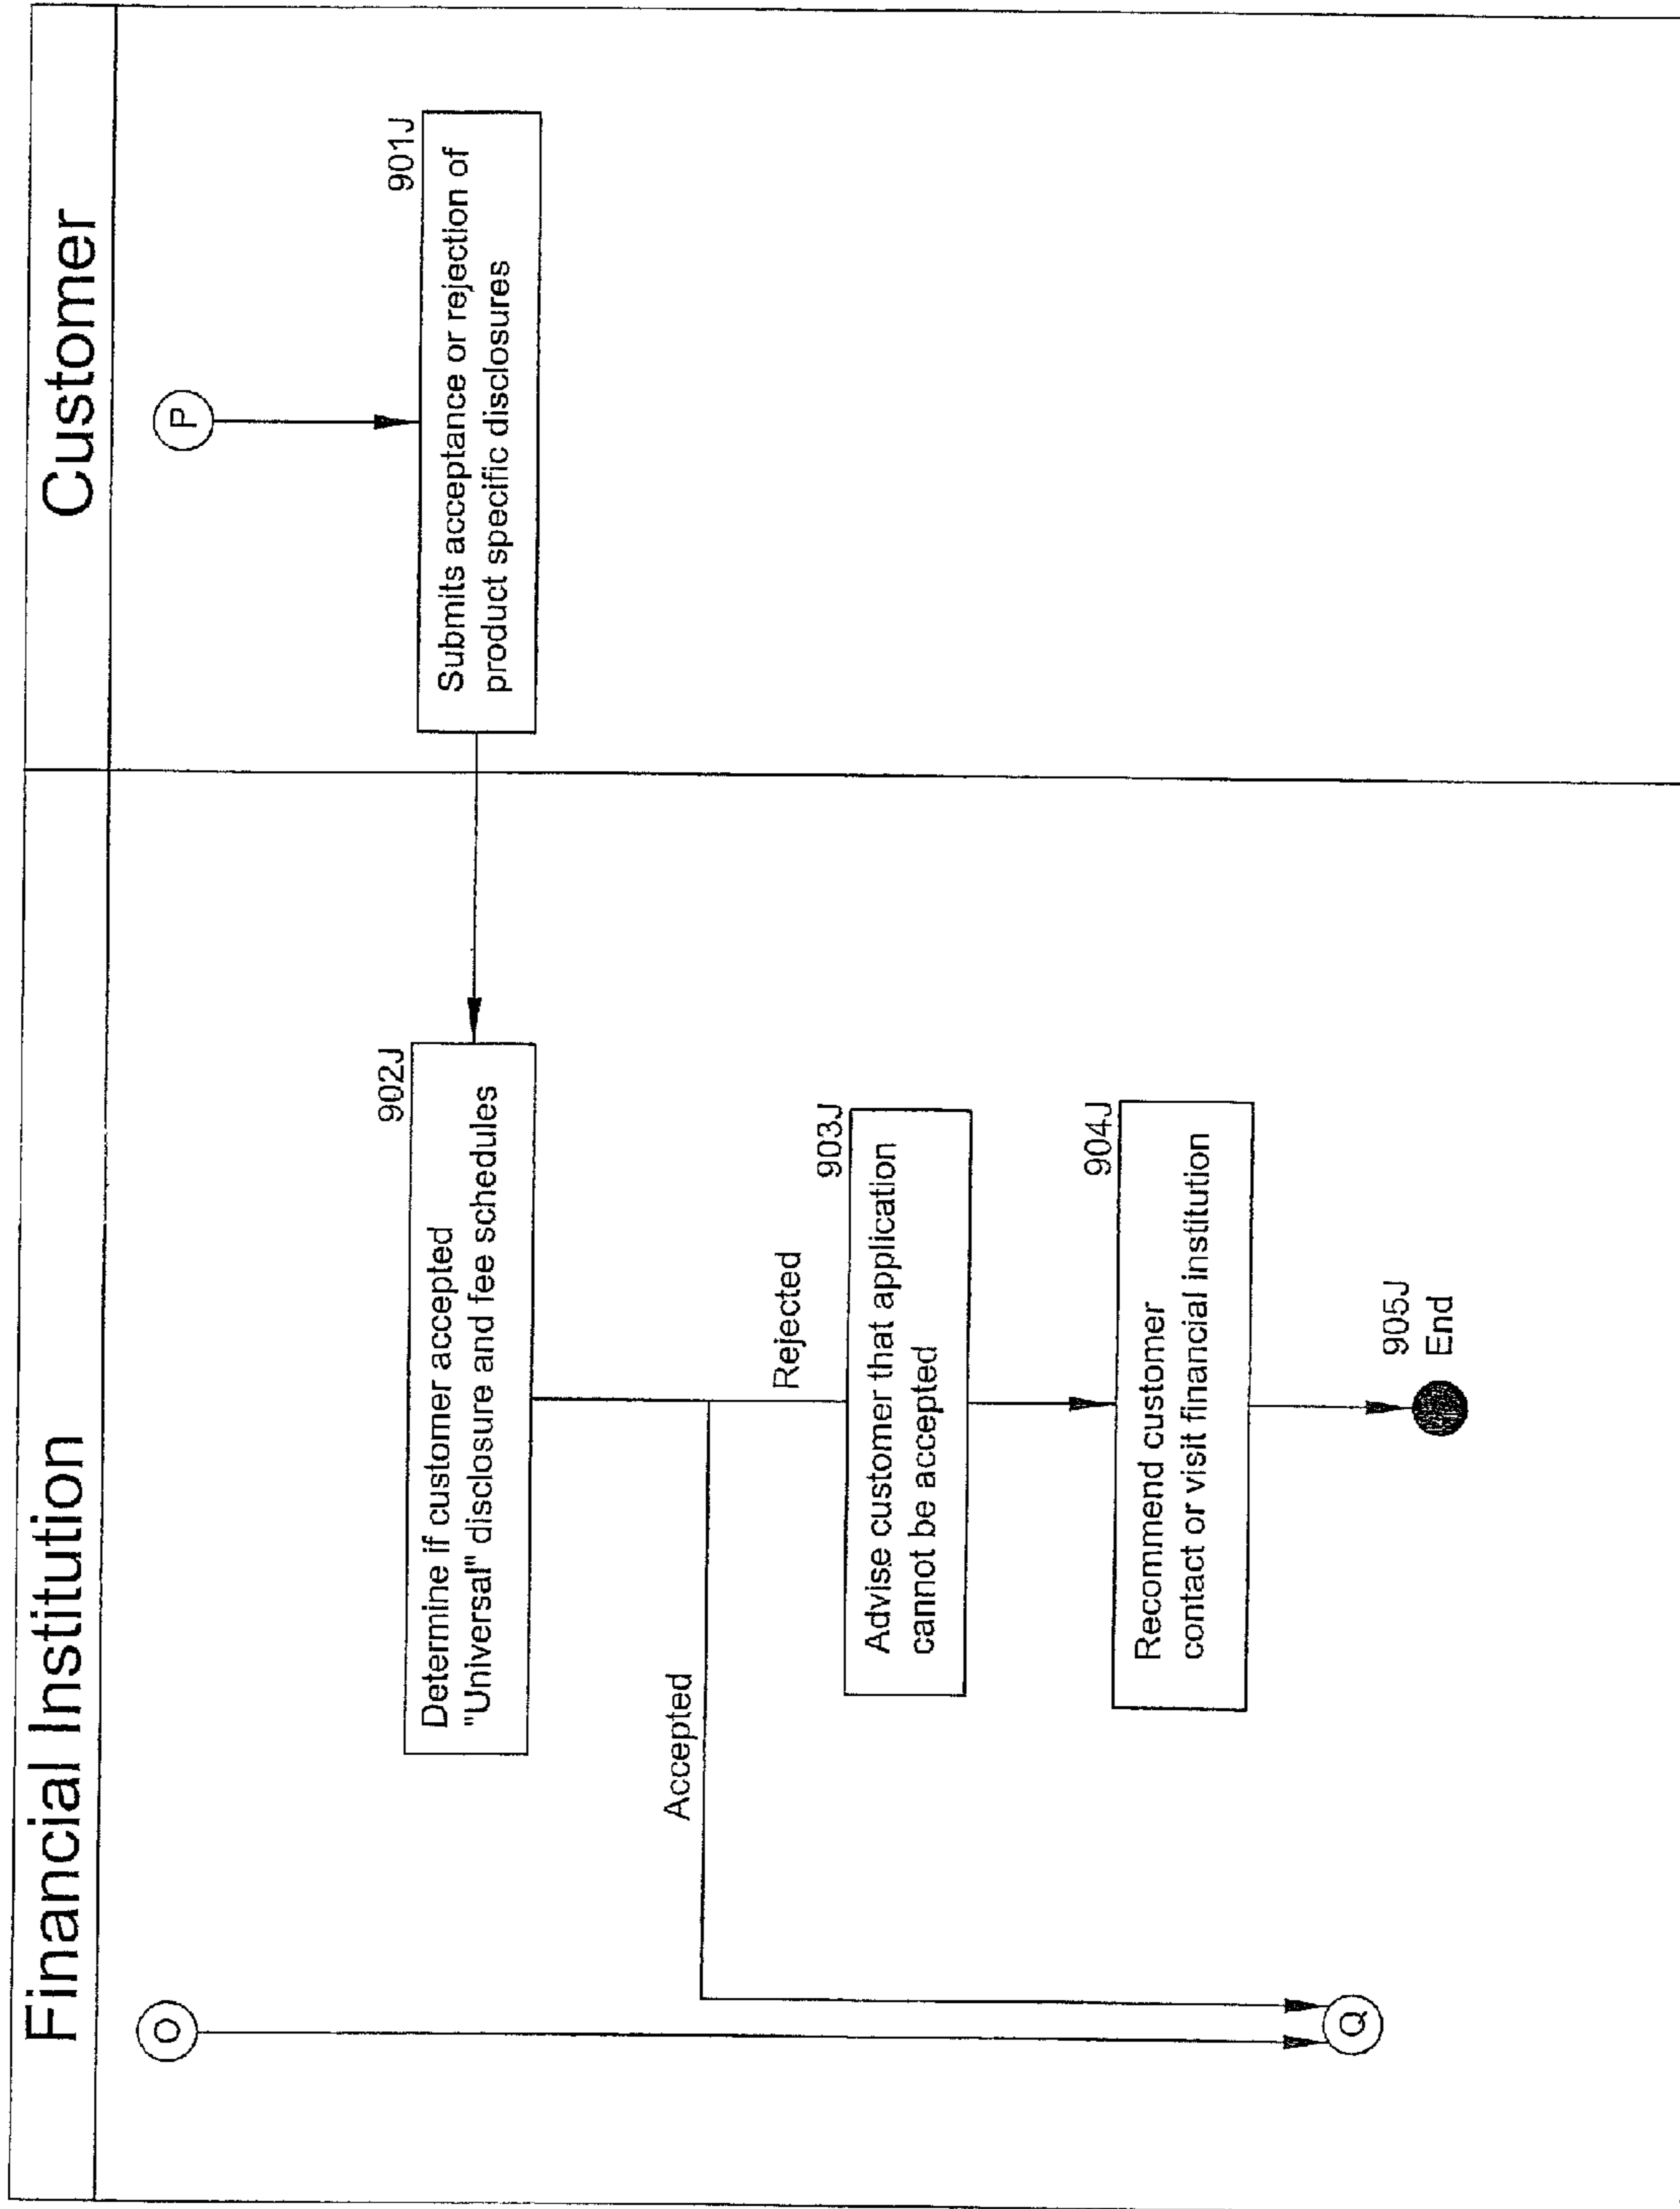 Financial Institution
Customer
O
P
901J
Submits acceptance or rejection of
product specific disclosures
902J
Determine if customer accepted
"Universal" disclosure and fee schedules
Accepted
Rejected
903J
Advise customer that application
cannot be accepted
904J
Recommend customer
contact or visit financial institution
905J
End
Q